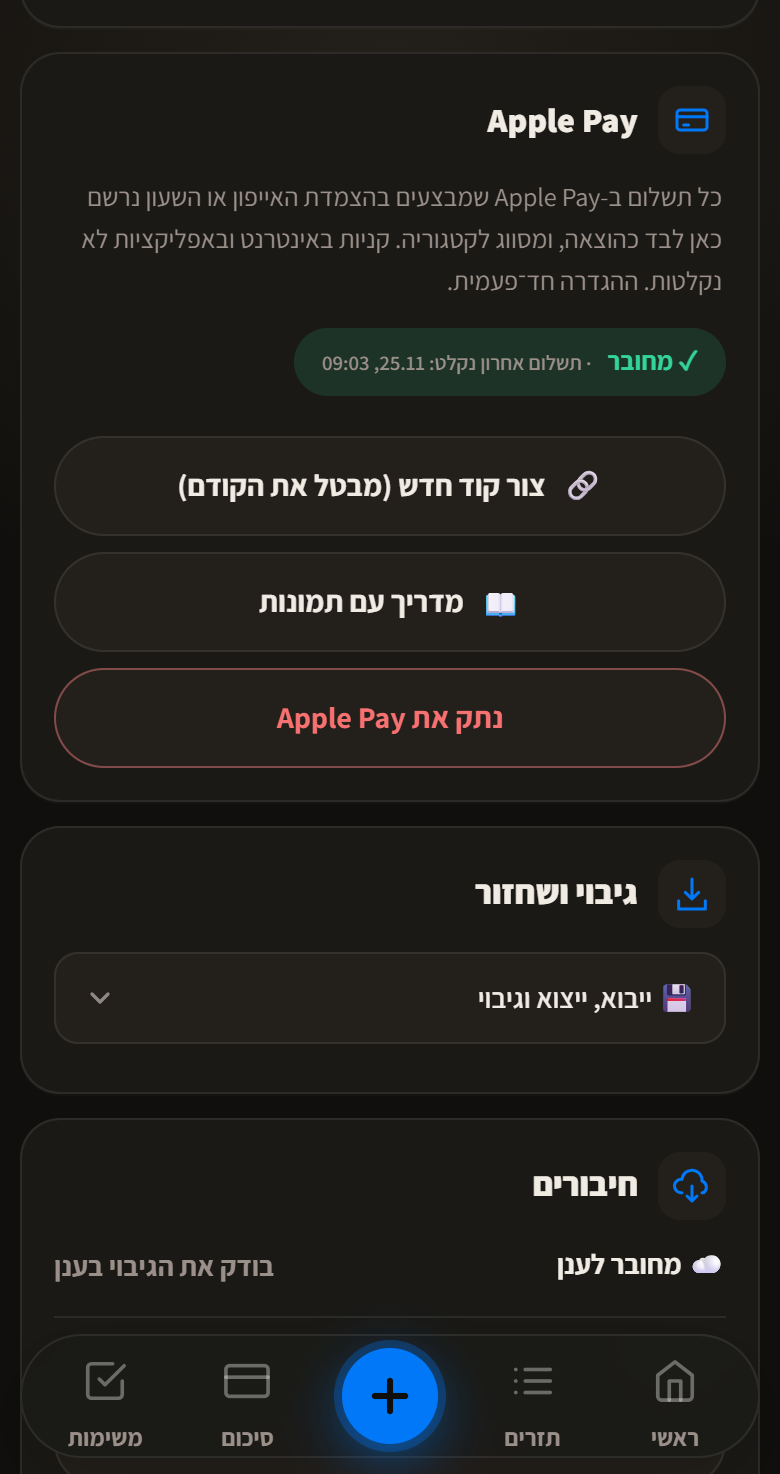 Apple Pay
כל תשלום ב-Apple Pay שמבצעים בהצמדת האייפון או השעון נרשם
כאן לבד כהוצאה, ומסווג לקטגוריה. קניות באינטרנט ובאפליקציות לא
נקלטות. ההגדרה חד־פעמית.
✓ מחובר · תשלום אחרון נקלט: 25.11, 09:03
🔗 צור קוד חדש (מבטל את הקודם)
📖 מדריך עם תמונות
נתק את Apple Pay
גיבוי ושחזור
💾 ייבוא, ייצוא וגיבוי
חיבורים
☁️ מחובר לענן בודק את הגיבוי בענן
ראשי תזרים + סיכום משימות